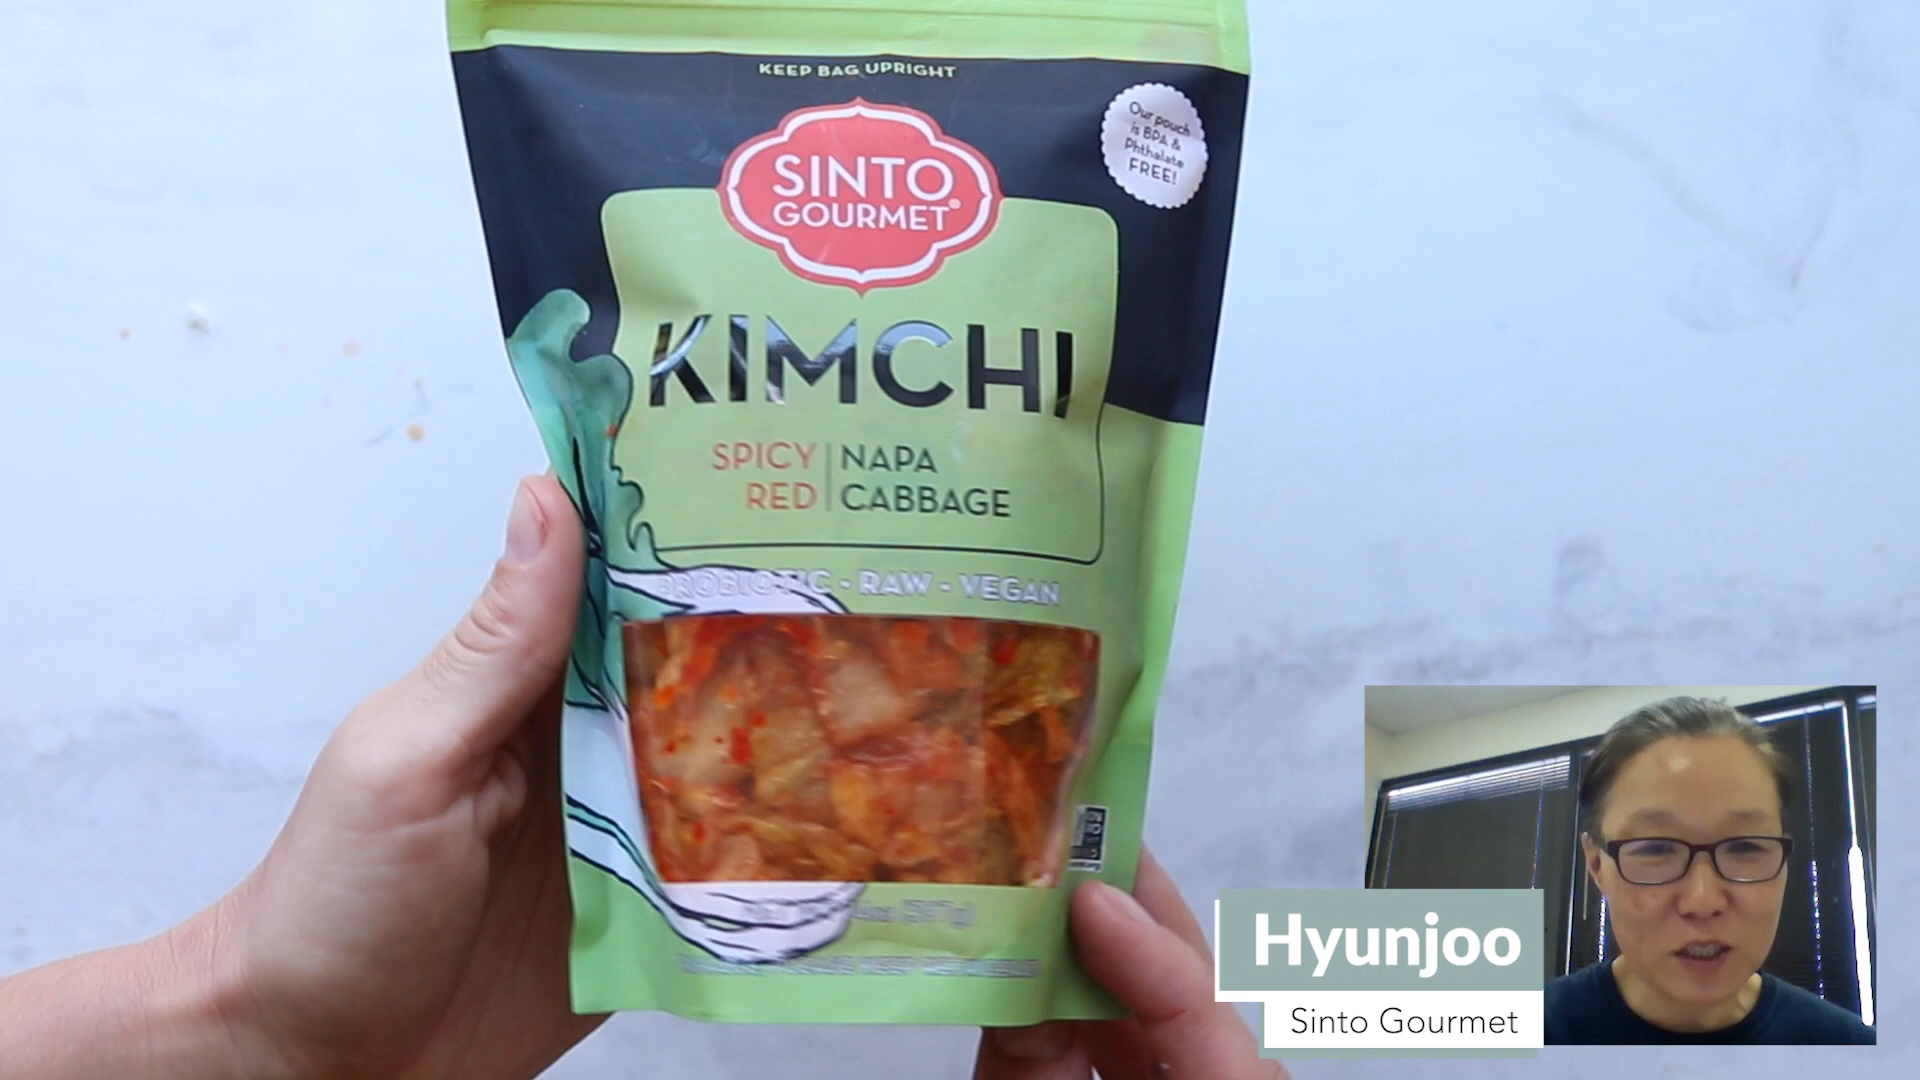 KEEP BAG UPRIGHT
Our pouch
is BPA &
Phthalate
FREE!
SINTO
GOURMET®
KIMCHI
SPICY RED | NAPA CABBAGE
PROBIOTIC - RAW - VEGAN
Hyunjoo
Sinto Gourmet